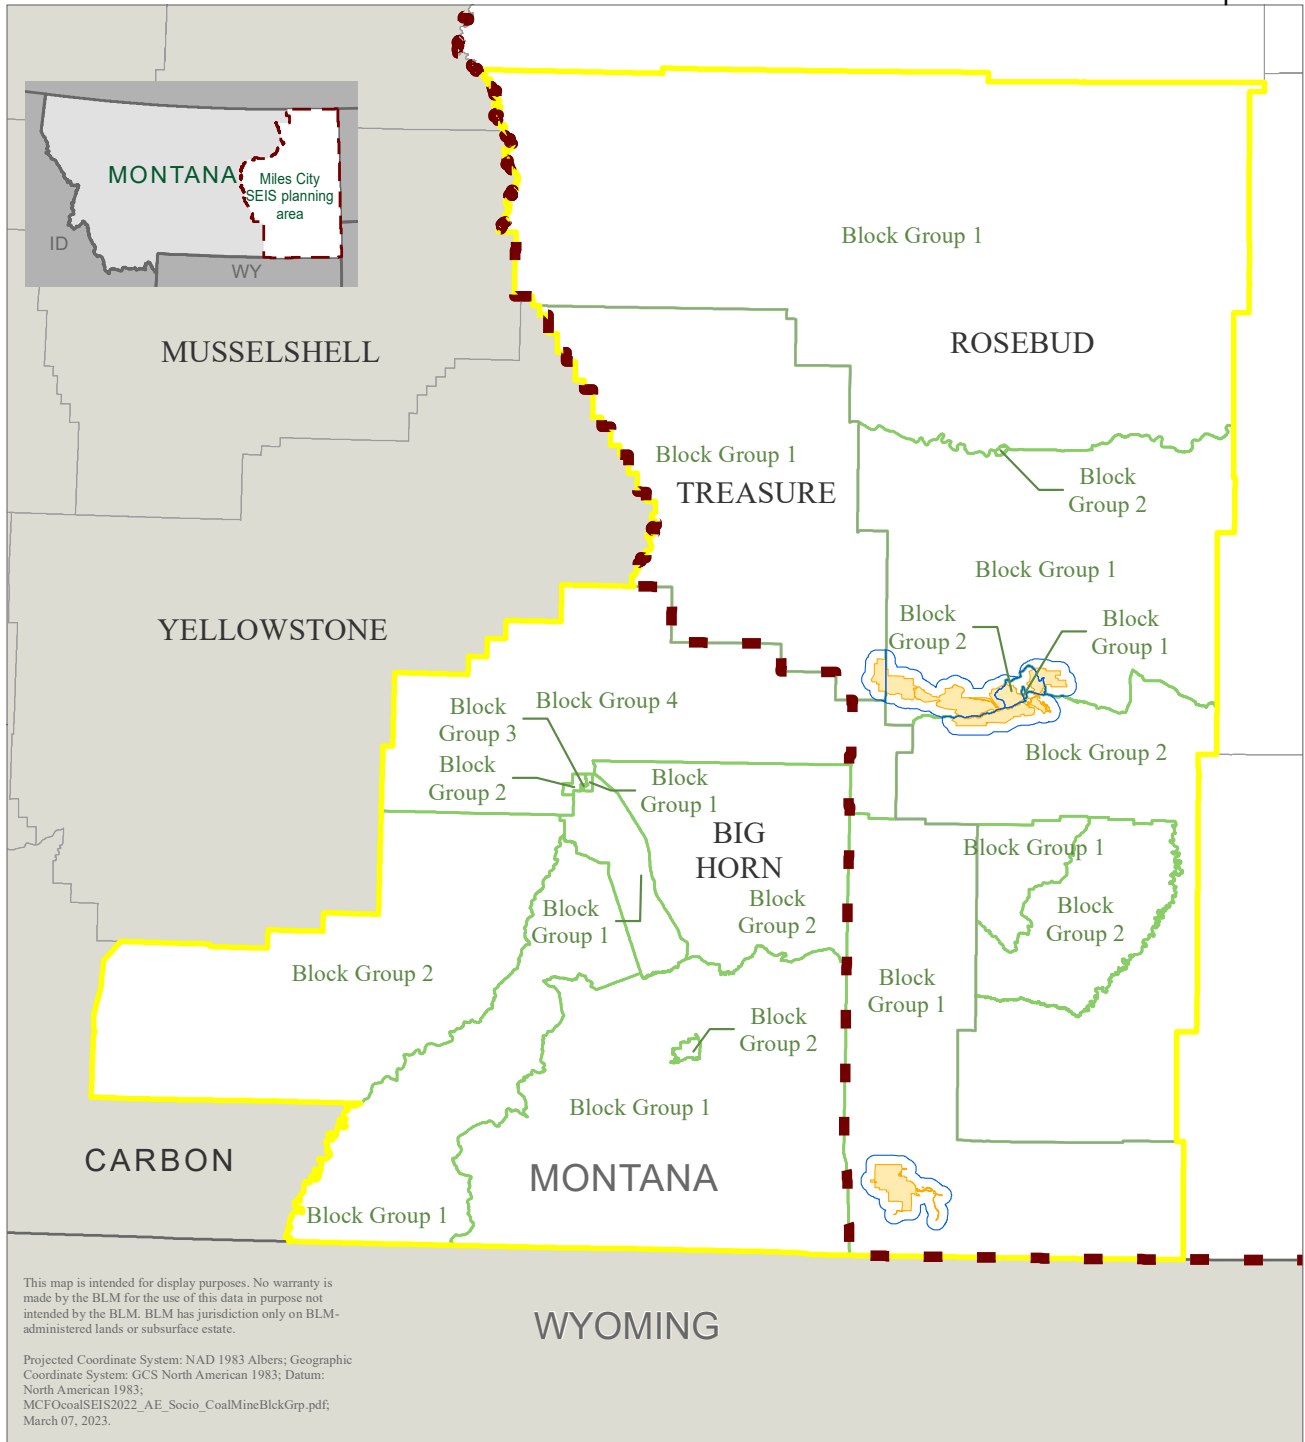 MONTANA
Miles City
SEIS planning
area
ID
WY
Block Group 1
MUSSELSHELL
ROSEBUD
Block Group 1
TREASURE
Block
Group 2
Block Group 1
Block
Group 2
Block
Group 1
YELLOWSTONE
Block Group 4
Block
Group 3
Block
Group 2
Block
Group 1
Block Group 2
BIG
HORN
Block Group 1
Block
Group 2
Block
Group 1
Block
Group 2
Block Group 2
Block
Group 1
Block
Group 2
Block Group 1
CARBON
MONTANA
Block Group 1
This map is intended for display purposes. No warranty is
made by the BLM for the use of this data in purpose not
intended by the BLM. BLM has jurisdiction only on BLM-
administered lands or subsurface estate.
WYOMING
Projected Coordinate System: NAD 1983 Albers; Geographic
Coordinate System: GCS North American 1983; Datum:
North American 1983;
MCFOcoalSEIS2022_AE_Socio_CoalMineBlckGrp.pdf;
March 07, 2023.